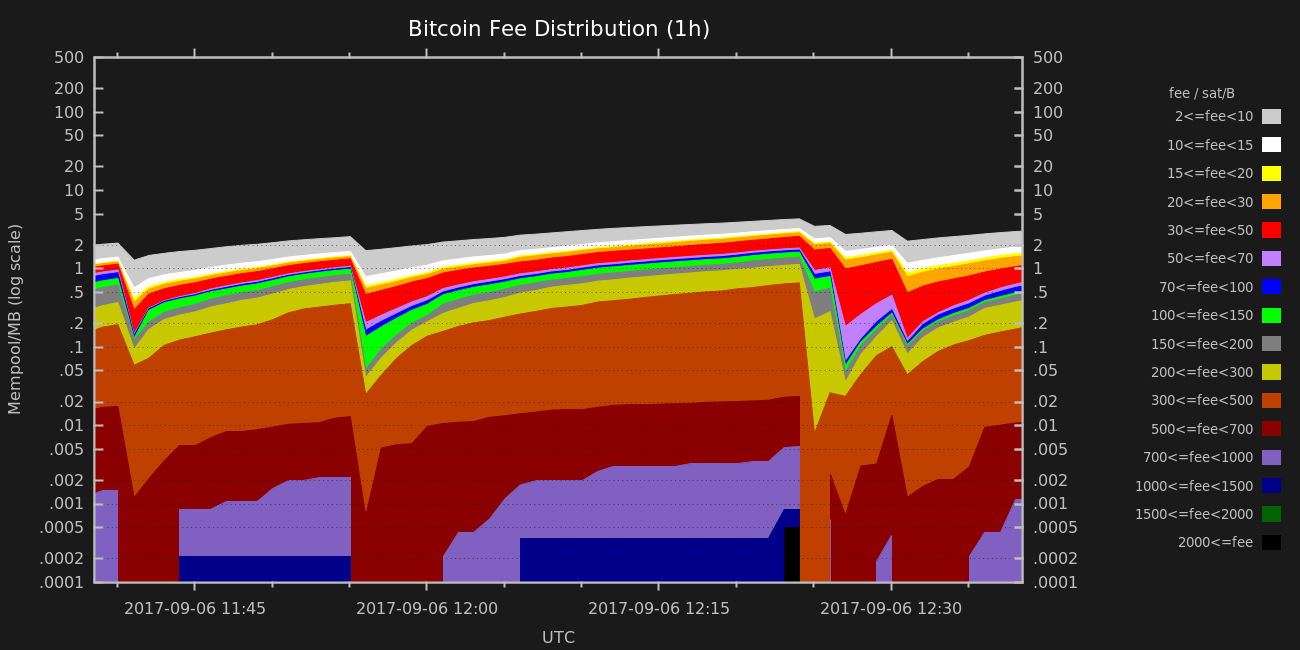 Bitcoin Fee Distribution (1h)
500 500
200 200
100 100
50 50
20 20
10 10
5 5
2 2
1 1
.5 .5
.2 .2
.1 .1
.05 .05
.02 .02
.01 .01
.005 .005
.002 .002
.001 .001
.0005 .0005
.0002 .0002
.0001 .0001
Mempool/MB (log scale)
2017-09-06 11:45 2017-09-06 12:00 2017-09-06 12:15 2017-09-06 12:30
UTC
fee / sat/B
2<=fee<10
10<=fee<15
15<=fee<20
20<=fee<30
30<=fee<50
50<=fee<70
70<=fee<100
100<=fee<150
150<=fee<200
200<=fee<300
300<=fee<500
500<=fee<700
700<=fee<1000
1000<=fee<1500
1500<=fee<2000
2000<=fee